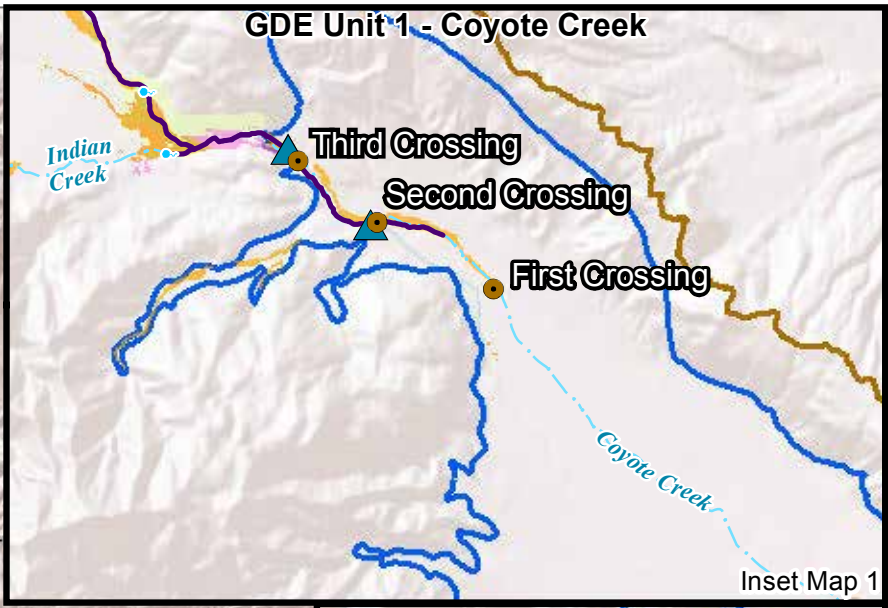 GDE Unit 1 - Coyote Creek
Third Crossing
Indian
Creek
Second Crossing
First Crossing
Coyote Creek
Inset Map 1